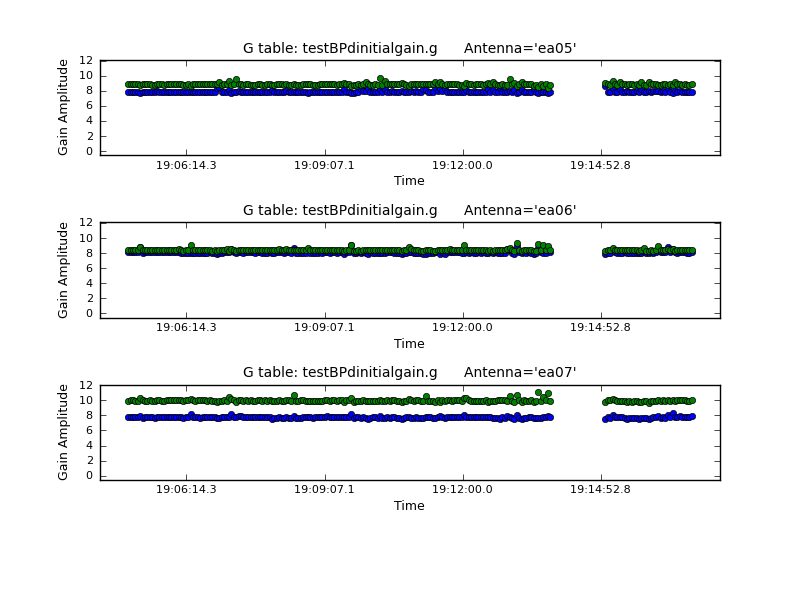 G table: testBPdinitialgain.g Antenna='ea05'
Gain Amplitude
12
10
8
6
4
2
0
19:06:14.3 19:09:07.1 19:12:00.0 19:14:52.8
Time
G table: testBPdinitialgain.g Antenna='ea06'
Gain Amplitude
12
10
8
6
4
2
0
19:06:14.3 19:09:07.1 19:12:00.0 19:14:52.8
Time
G table: testBPdinitialgain.g Antenna='ea07'
Gain Amplitude
12
10
8
6
4
2
0
19:06:14.3 19:09:07.1 19:12:00.0 19:14:52.8
Time